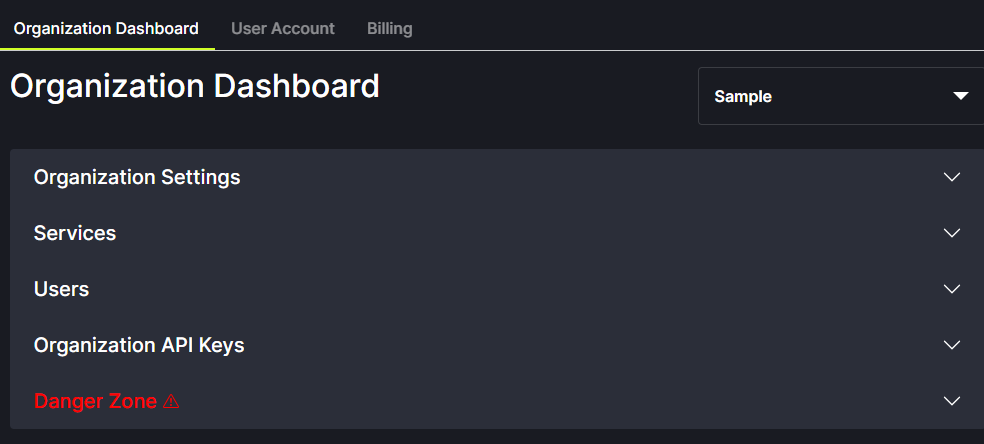 Organization Dashboard User Account Billing
Organization Dashboard
Sample
Organization Settings
Services
Users
Organization API Keys
Danger Zone ⚠